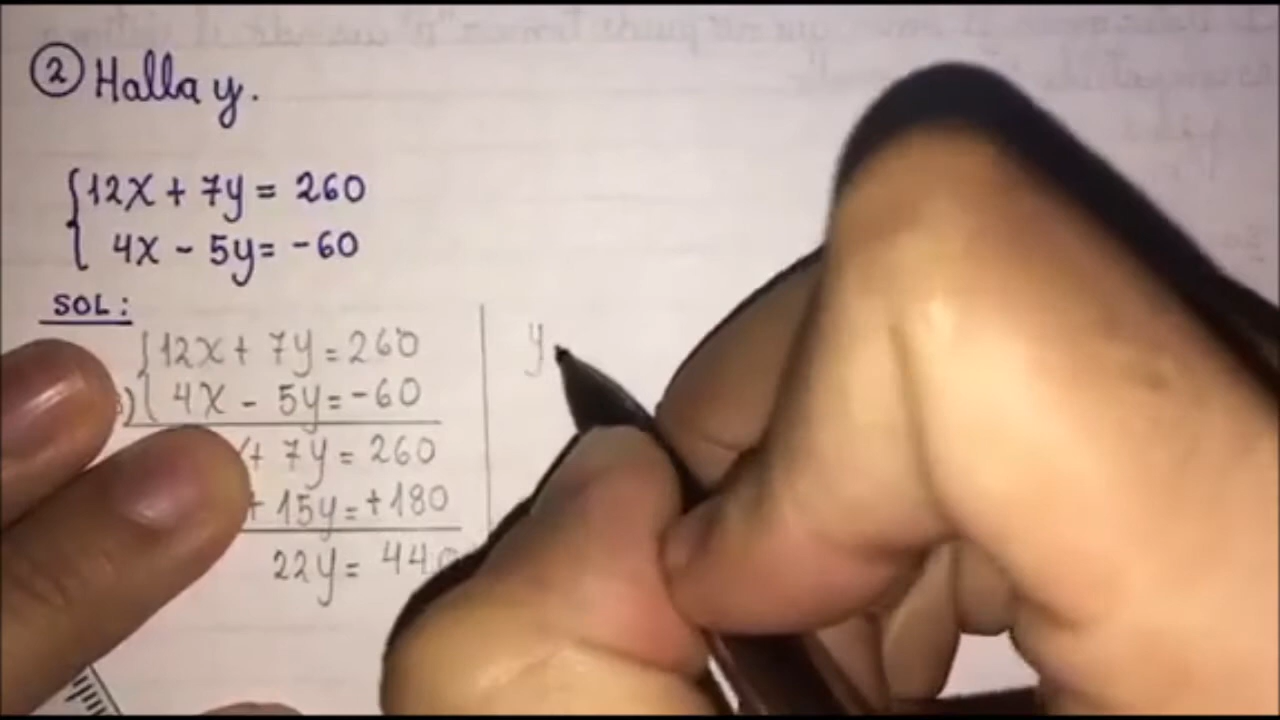 ② Halla y.
12x + 7y = 260
4x - 5y = -60
SOL:
12x + 7y = 260
) 4x - 5y = -60
+ 7y = 260
+ 15y = +180
22y = 440
y